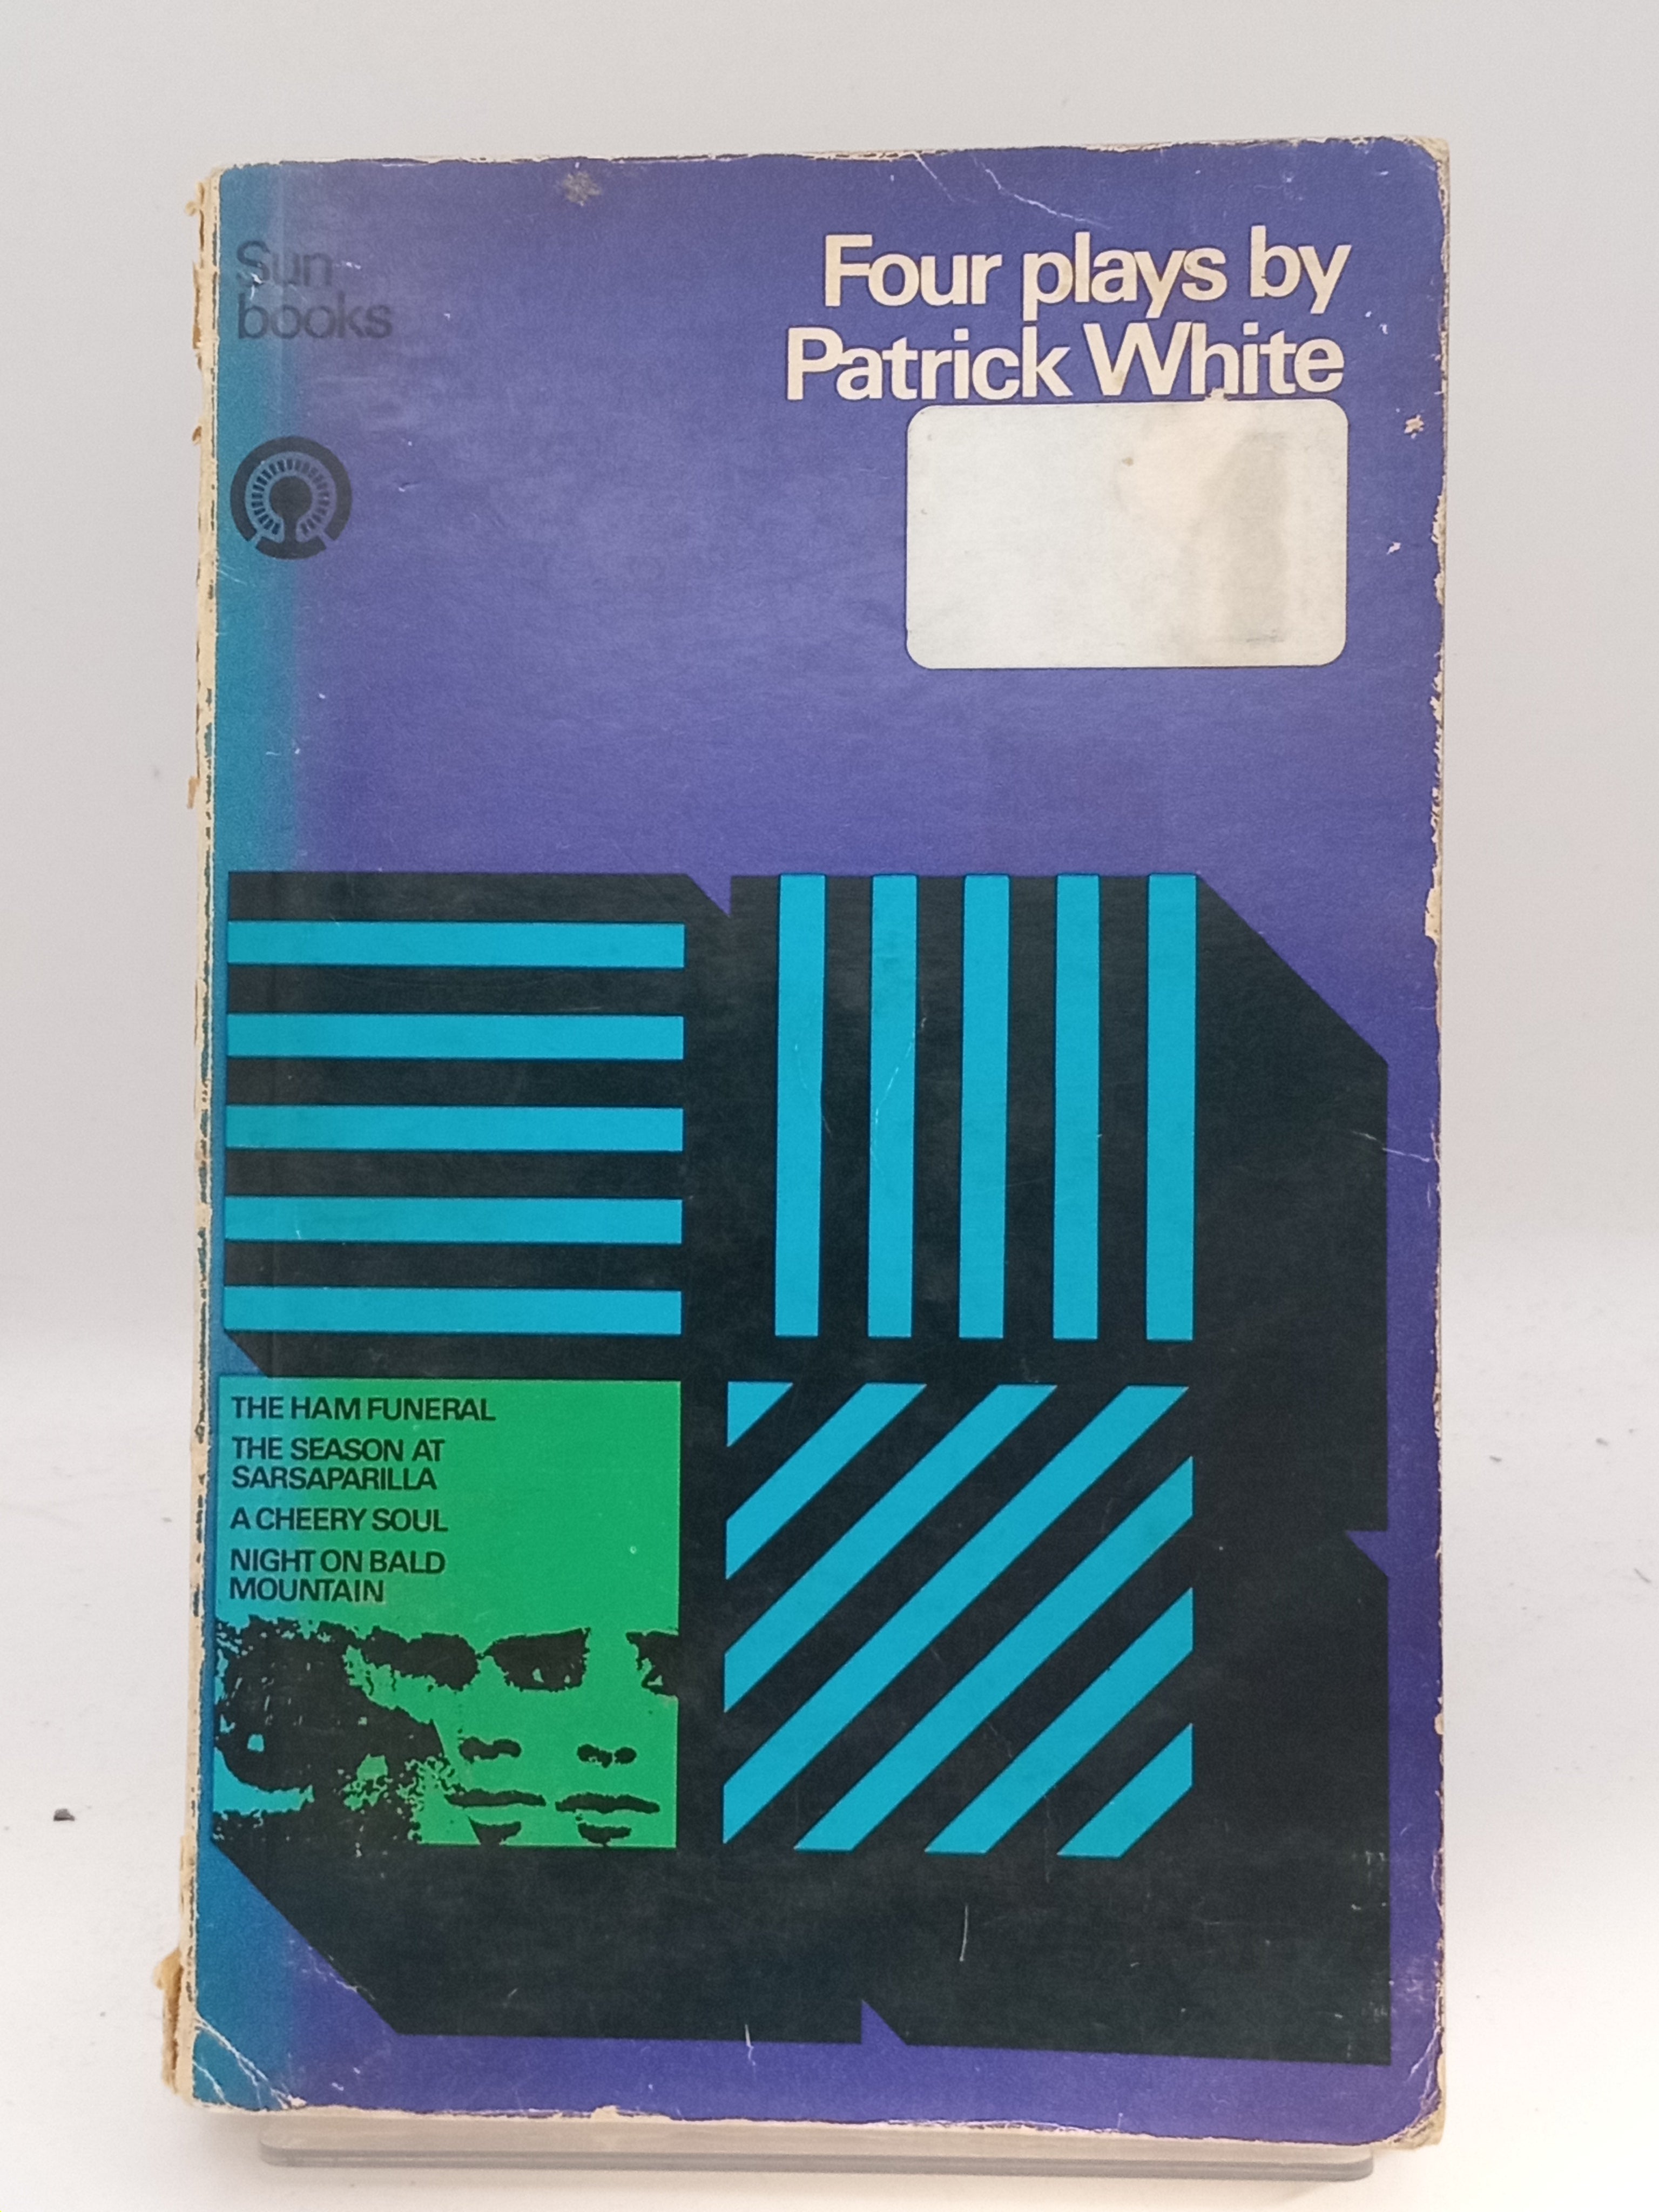 Sun
books
Four plays by
Patrick White
THE HAM FUNERAL
THE SEASON AT
SARSAPARILLA
A CHEERY SOUL
NIGHT ON BALD
MOUNTAIN